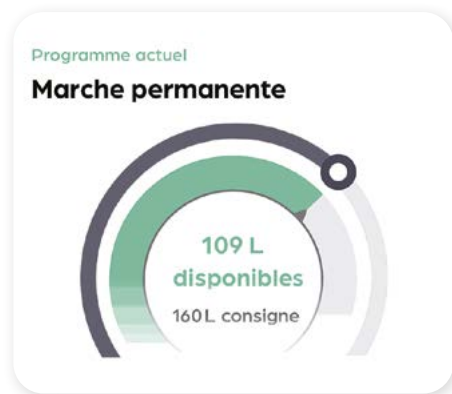 Programme actuel
Marche permanente
109 L
disponibles
160 L consigne